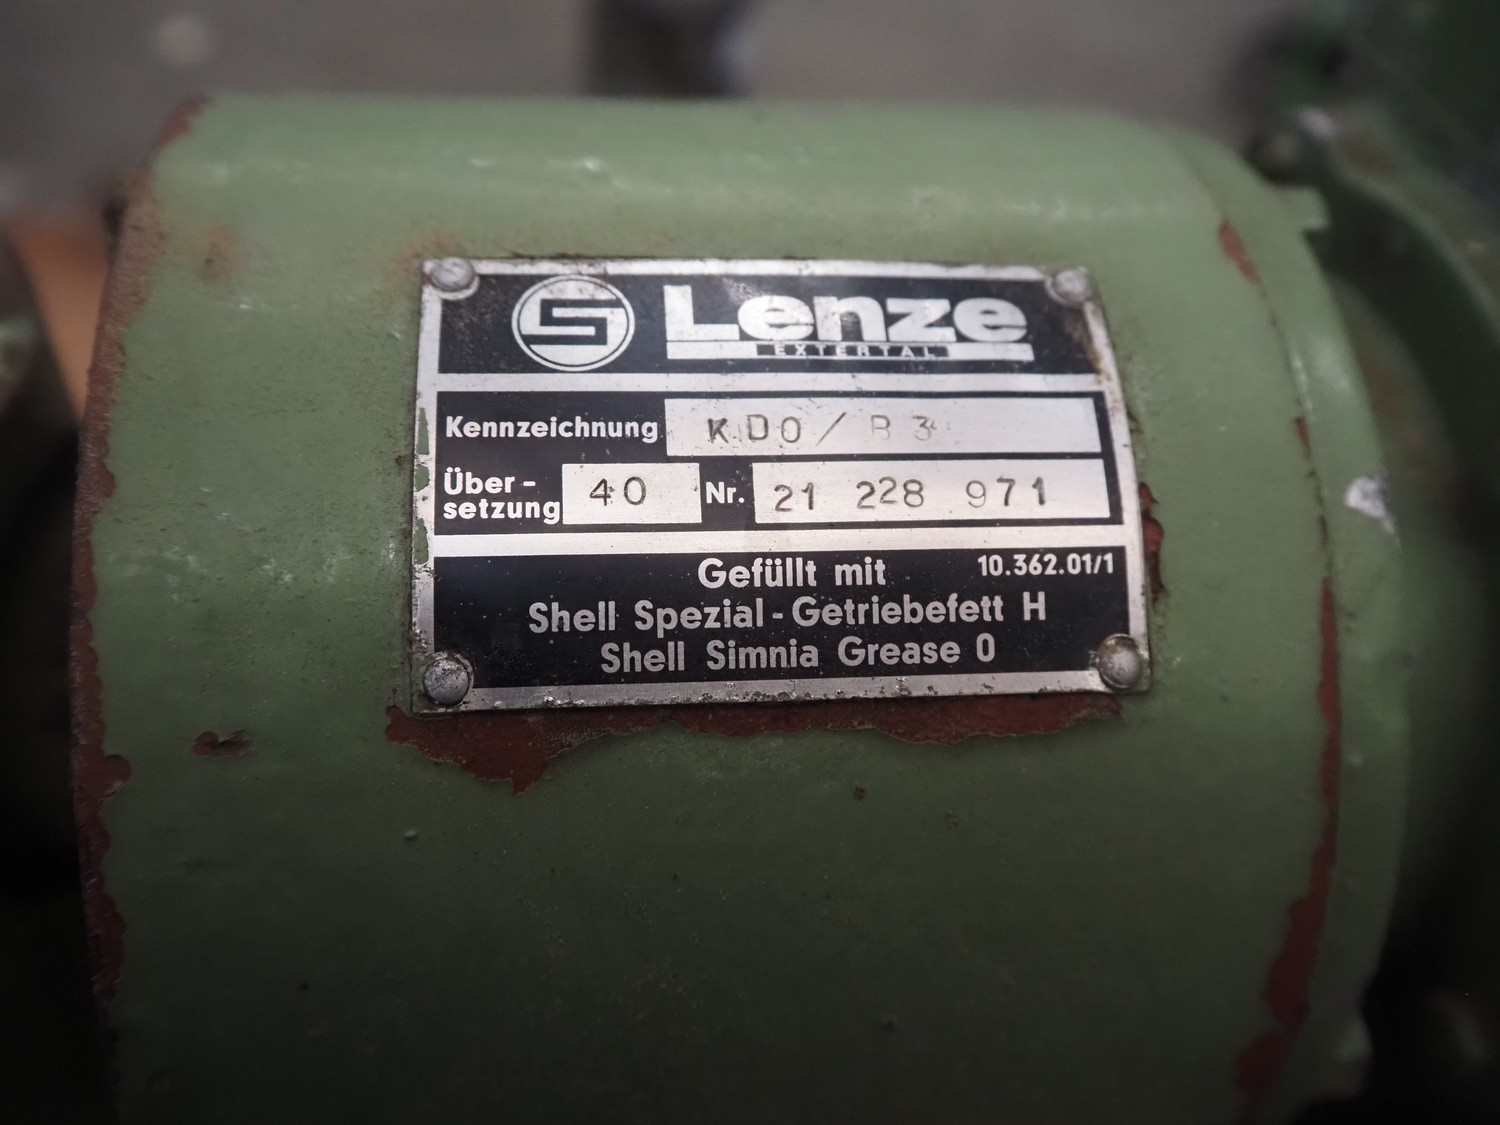 Lenze
EXTERTAL
Kennzeichnung KDO / B3
Über- setzung 40 Nr. 21 228 971
Gefüllt mit 10.362.01/1
Shell Spezial-Getriebefett H
Shell Simnia Grease 0